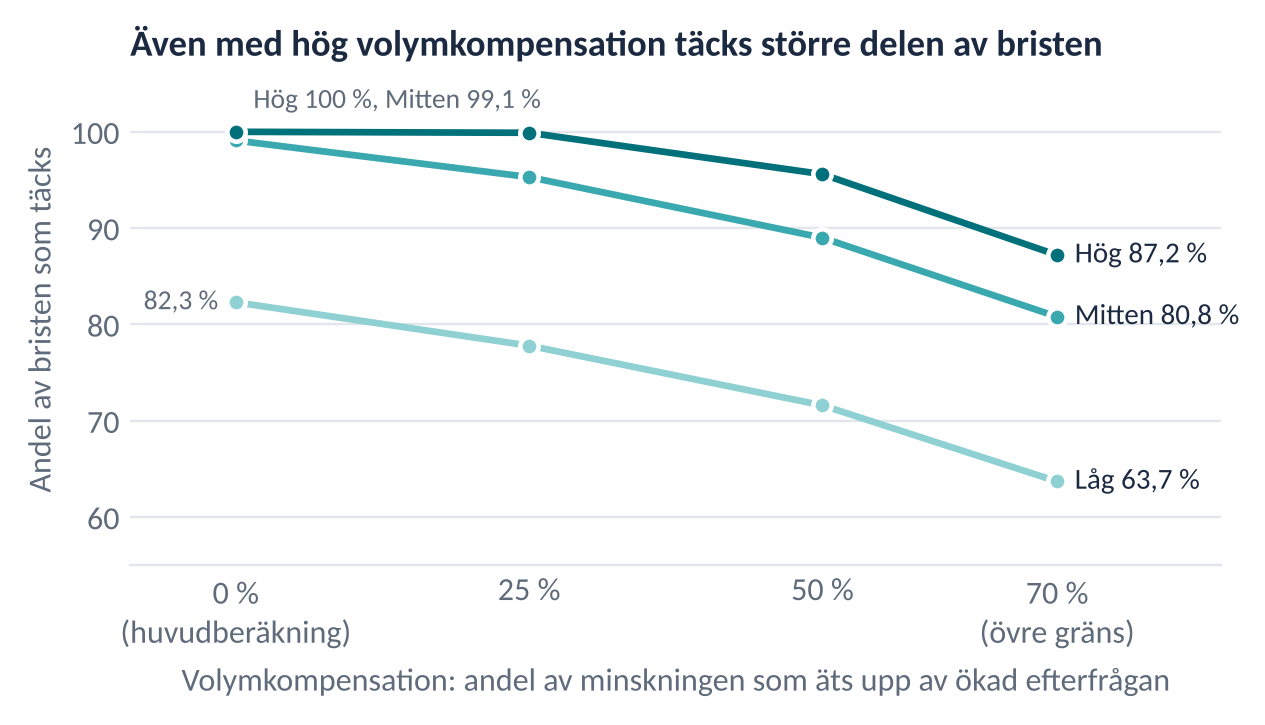 Även med hög volymkompensation täcks större delen av bristen
Hög 100 %, Mitten 99,1 %
Andel av bristen som täcks
100
90
80
70
60
82,3 %
Hög 87,2 %
Mitten 80,8 %
Låg 63,7 %
0 %
(huvudberäkning)
25 %
50 %
70 %
(övre gräns)
Volymkompensation: andel av minskningen som äts upp av ökad efterfrågan